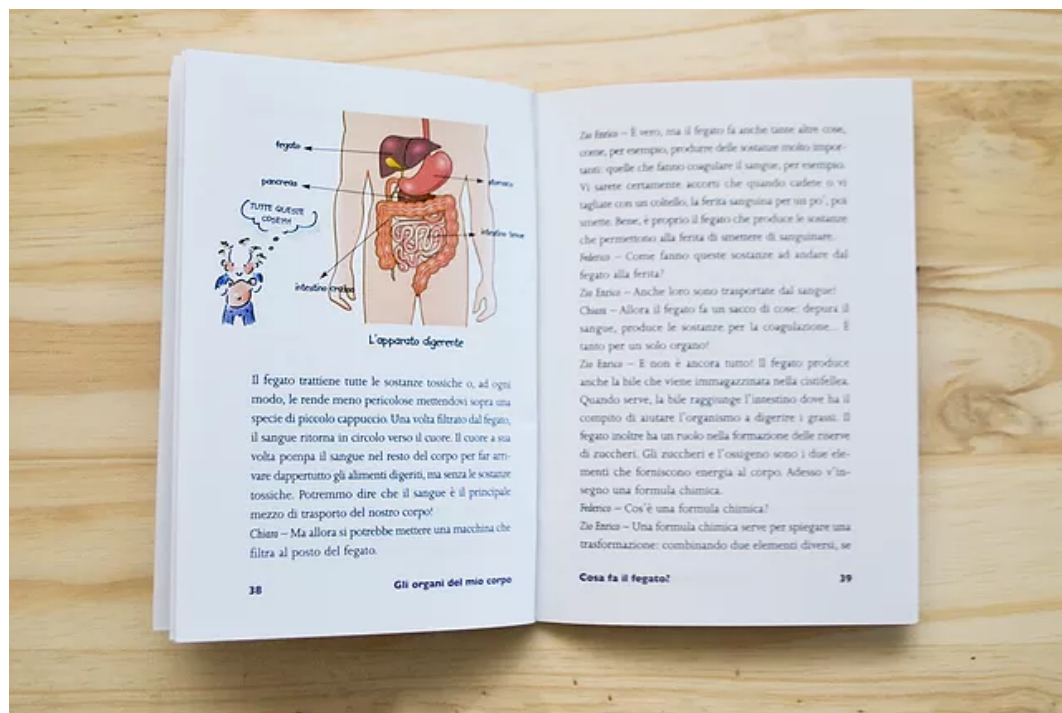 fegato
pancreas
stomaco
TUTTE QUESTE
COSE?!?!
intestino tenue
intestino crasso
L'apparato digerente
Il fegato trattiene tutte le sostanze tossiche o, ad ogni
modo, le rende meno pericolose mettendovi sopra una
specie di piccolo cappuccio. Una volta filtrato dal fegato,
il sangue ritorna in circolo verso il cuore. Il cuore a sua
volta pompa il sangue nel resto del corpo per far arri-
vare dappertutto gli alimenti digeriti, ma senza le sostanze
tossiche. Potremmo dire che il sangue è il principale
mezzo di trasporto del nostro corpo!
Chiara – Ma allora si potrebbe mettere una macchina che
filtra al posto del fegato.
38
Gli organi del mio corpo
Zio Enrico – È vero, ma il fegato fa anche tante altre cose,
come, per esempio, produrre delle sostanze molto impor-
tanti: quelle che fanno coagulare il sangue, per esempio.
Vi sarete certamente accorti che quando cadete o vi
tagliate con un coltello, la ferita sanguina per un po', poi
smette. Bene, è proprio il fegato che produce le sostanze
che permettono alla ferita di smettere di sanguinare.
Federico – Come fanno queste sostanze ad andare dal
fegato alla ferita?
Zio Enrico – Anche loro sono trasportate dal sangue!
Chiara – Allora il fegato fa un sacco di cose: depura il
sangue, produce le sostanze per la coagulazione... E
tanto per un solo organo!
Zio Enrico – E non è ancora tutto! Il fegato produce
anche la bile che viene immagazzinata nella cistifellea.
Quando serve, la bile raggiunge l'intestino dove ha il
compito di aiutare l'organismo a digerire i grassi. Il
fegato inoltre ha un ruolo nella formazione delle riserve
di zuccheri. Gli zuccheri e l'ossigeno sono i due ele-
menti che forniscono energia al corpo. Adesso v'in-
segno una formula chimica.
Federico – Cos'è una formula chimica?
Zio Enrico – Una formula chimica serve per spiegare una
trasformazione: combinando due elementi diversi, se
Cosa fa il fegato?
39